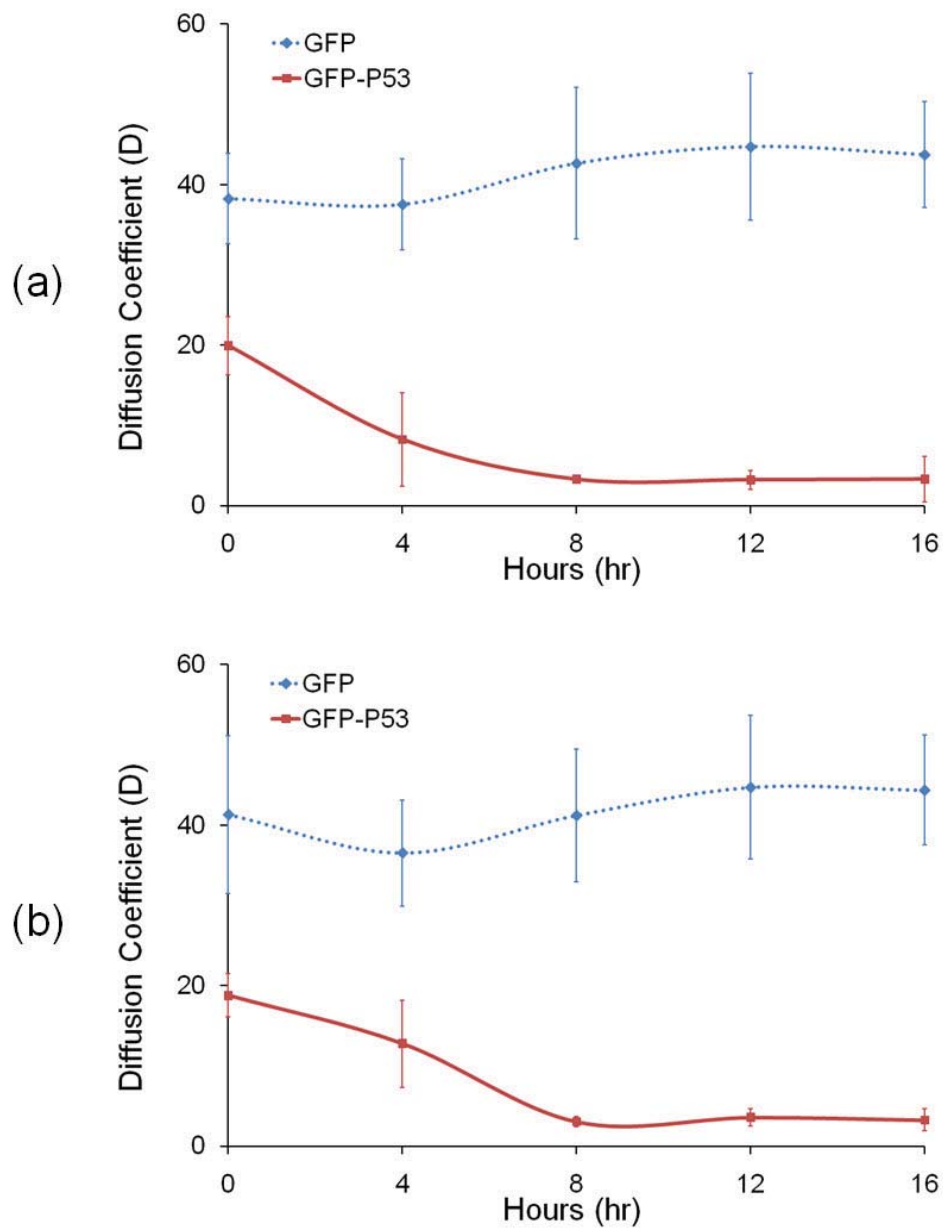 (a)
Diffusion Coefficient (D)
60
40
20
0
GFP
GFP-P53
0 4 8 12 16
Hours (hr)
(b)
Diffusion Coefficient (D)
60
40
20
0
GFP
GFP-P53
0 4 8 12 16
Hours (hr)